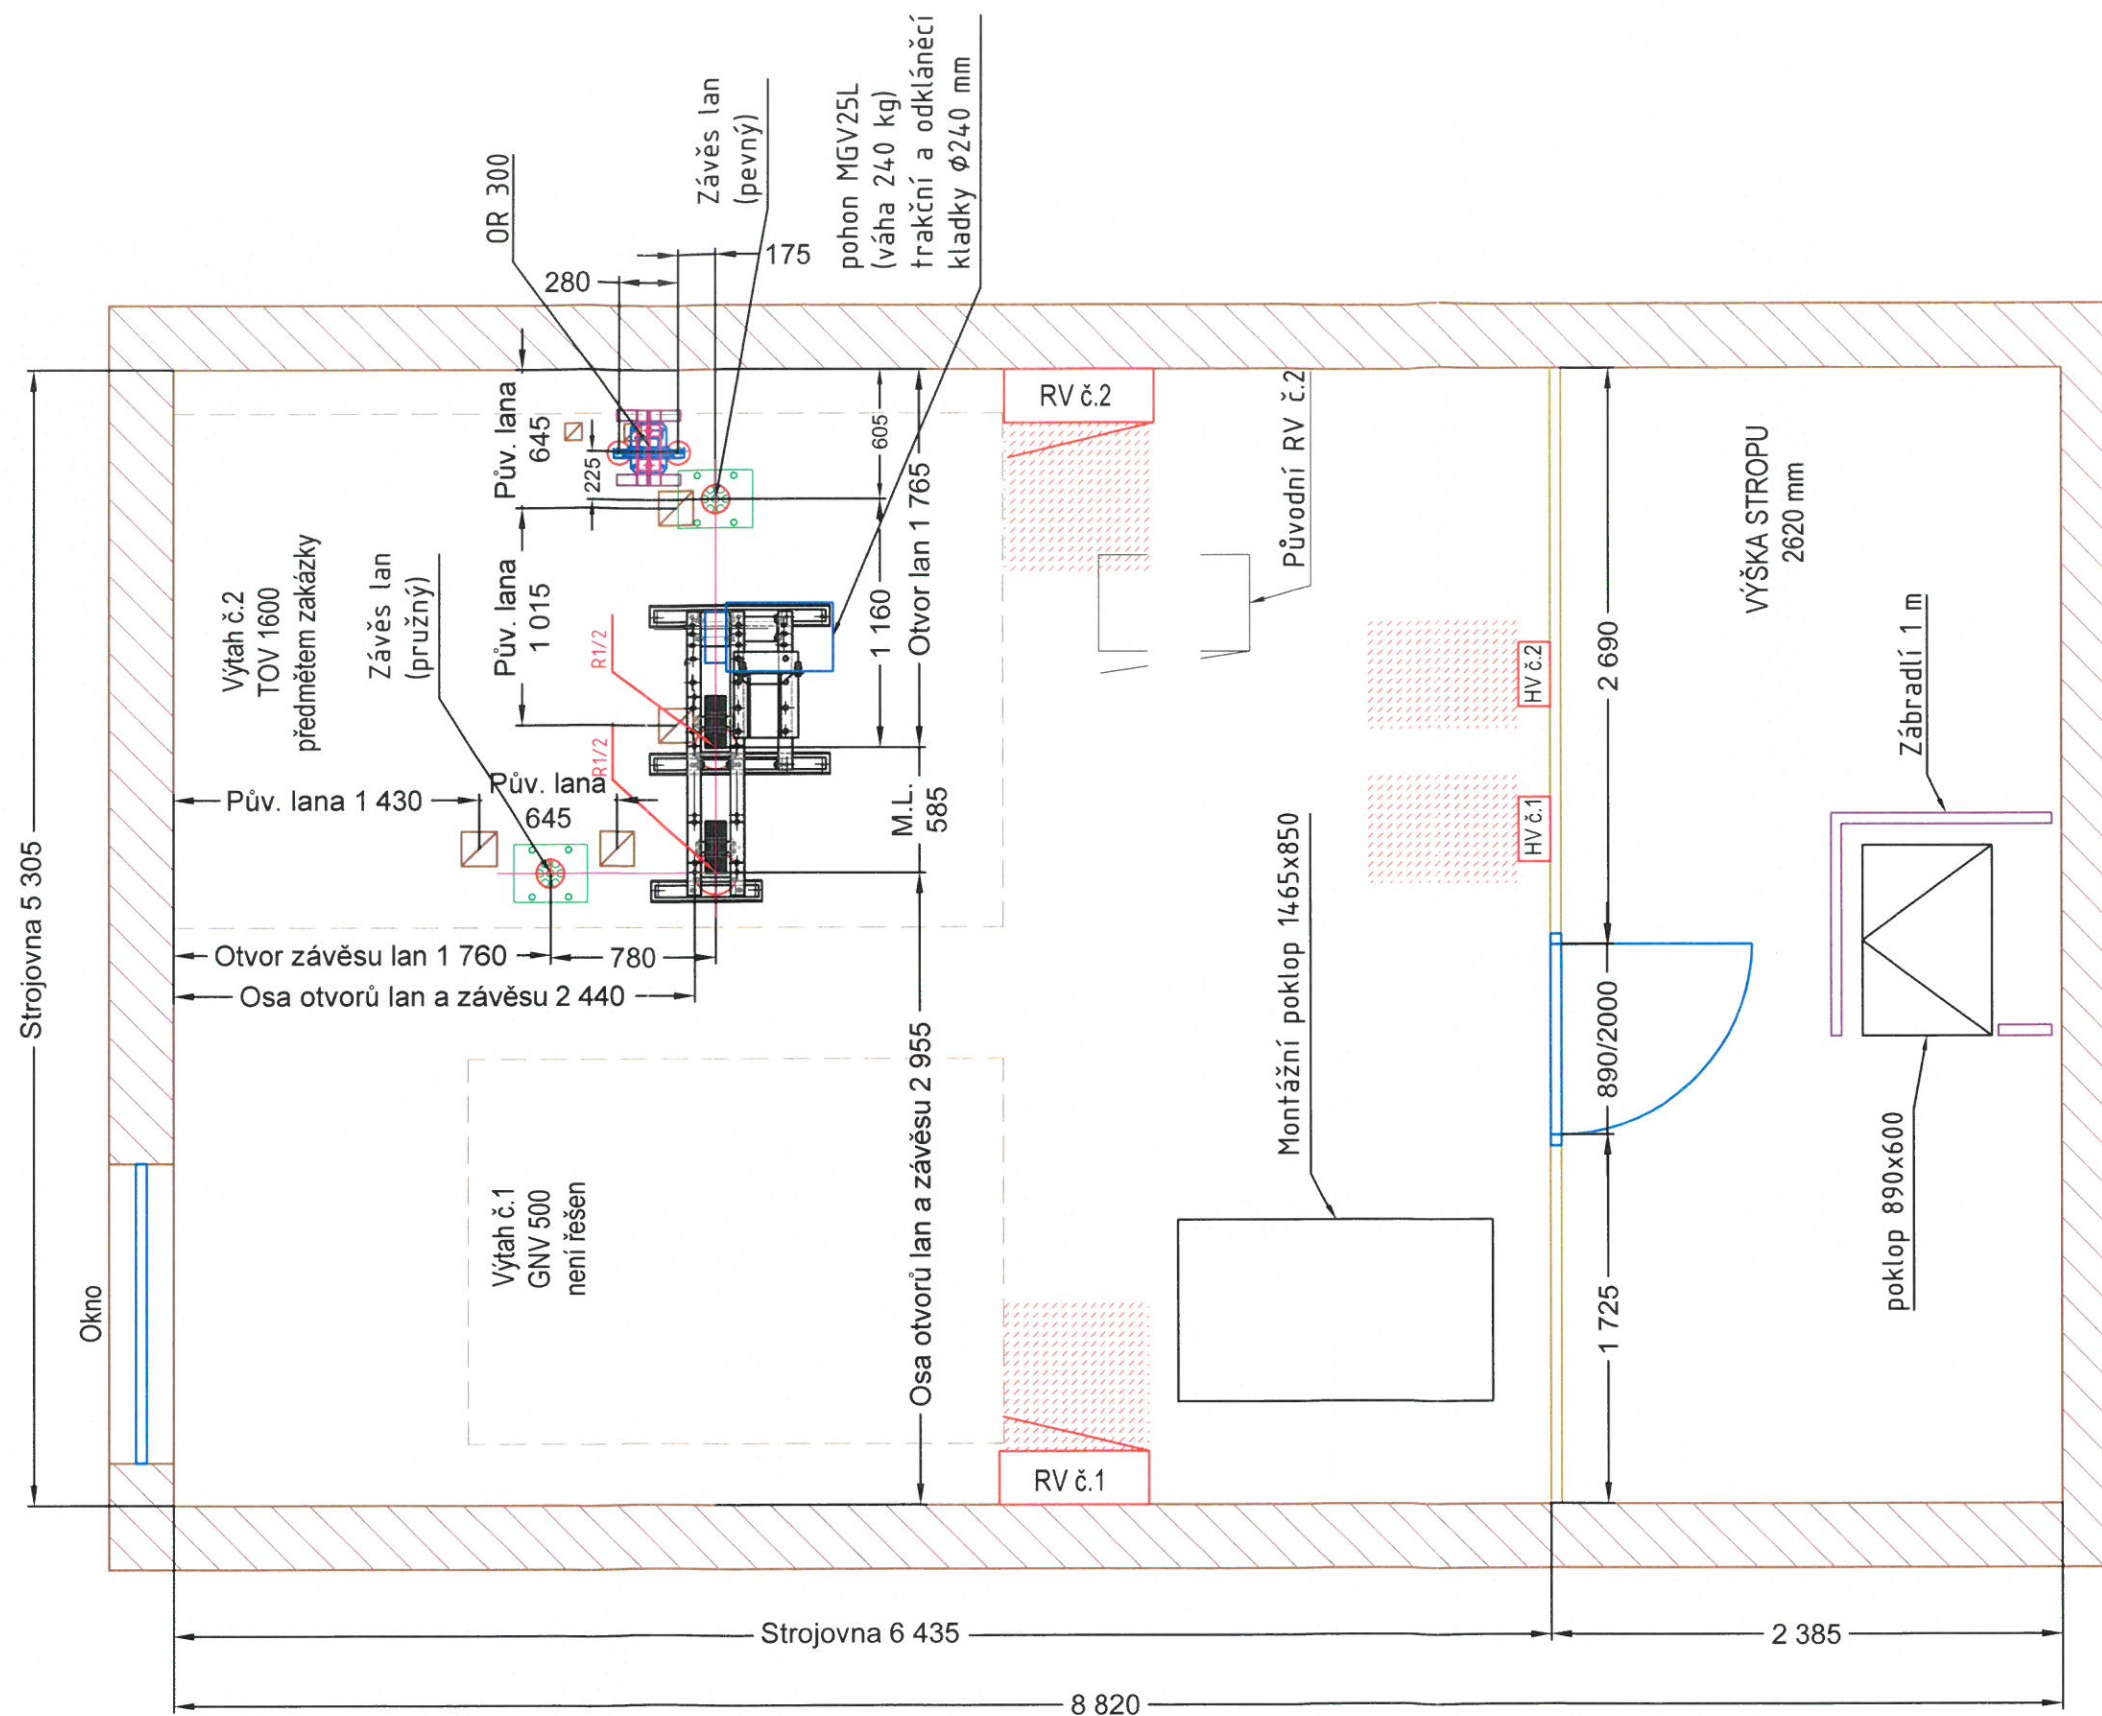 OR 300
Závěs lan
(pevný)
pohon MGV25L
(váha 240 kg)
trakční a odkláněcí
kladky Φ240 mm
280
175
Strojovna 5 305
Výtah č.2
TOV 1600
předmětem zakázky
Závěs lan
(pružný)
Pův. lana
645
225
Pův. lana
1 015
R1/2
R1/2
605
1 160
Otvor lan 1 765
M.L.
585
Pův. lana 1 430
Pův. lana
645
Otvor závěsu lan 1 760
780
Osa otvorů lan a závěsu 2 440
Osa otvorů lan a závěsu 2 955
RV č.2
Původní RV č.2
HV č.2
HV č.1
2 690
890/2000
1 725
VÝŠKA STROPU
2620 mm
Zábradlí 1 m
poklop 890x600
Montážní poklop 1465x850
Okno
Výtah č.1
GNV 500
není řešen
RV č.1
Strojovna 6 435
2 385
8 820